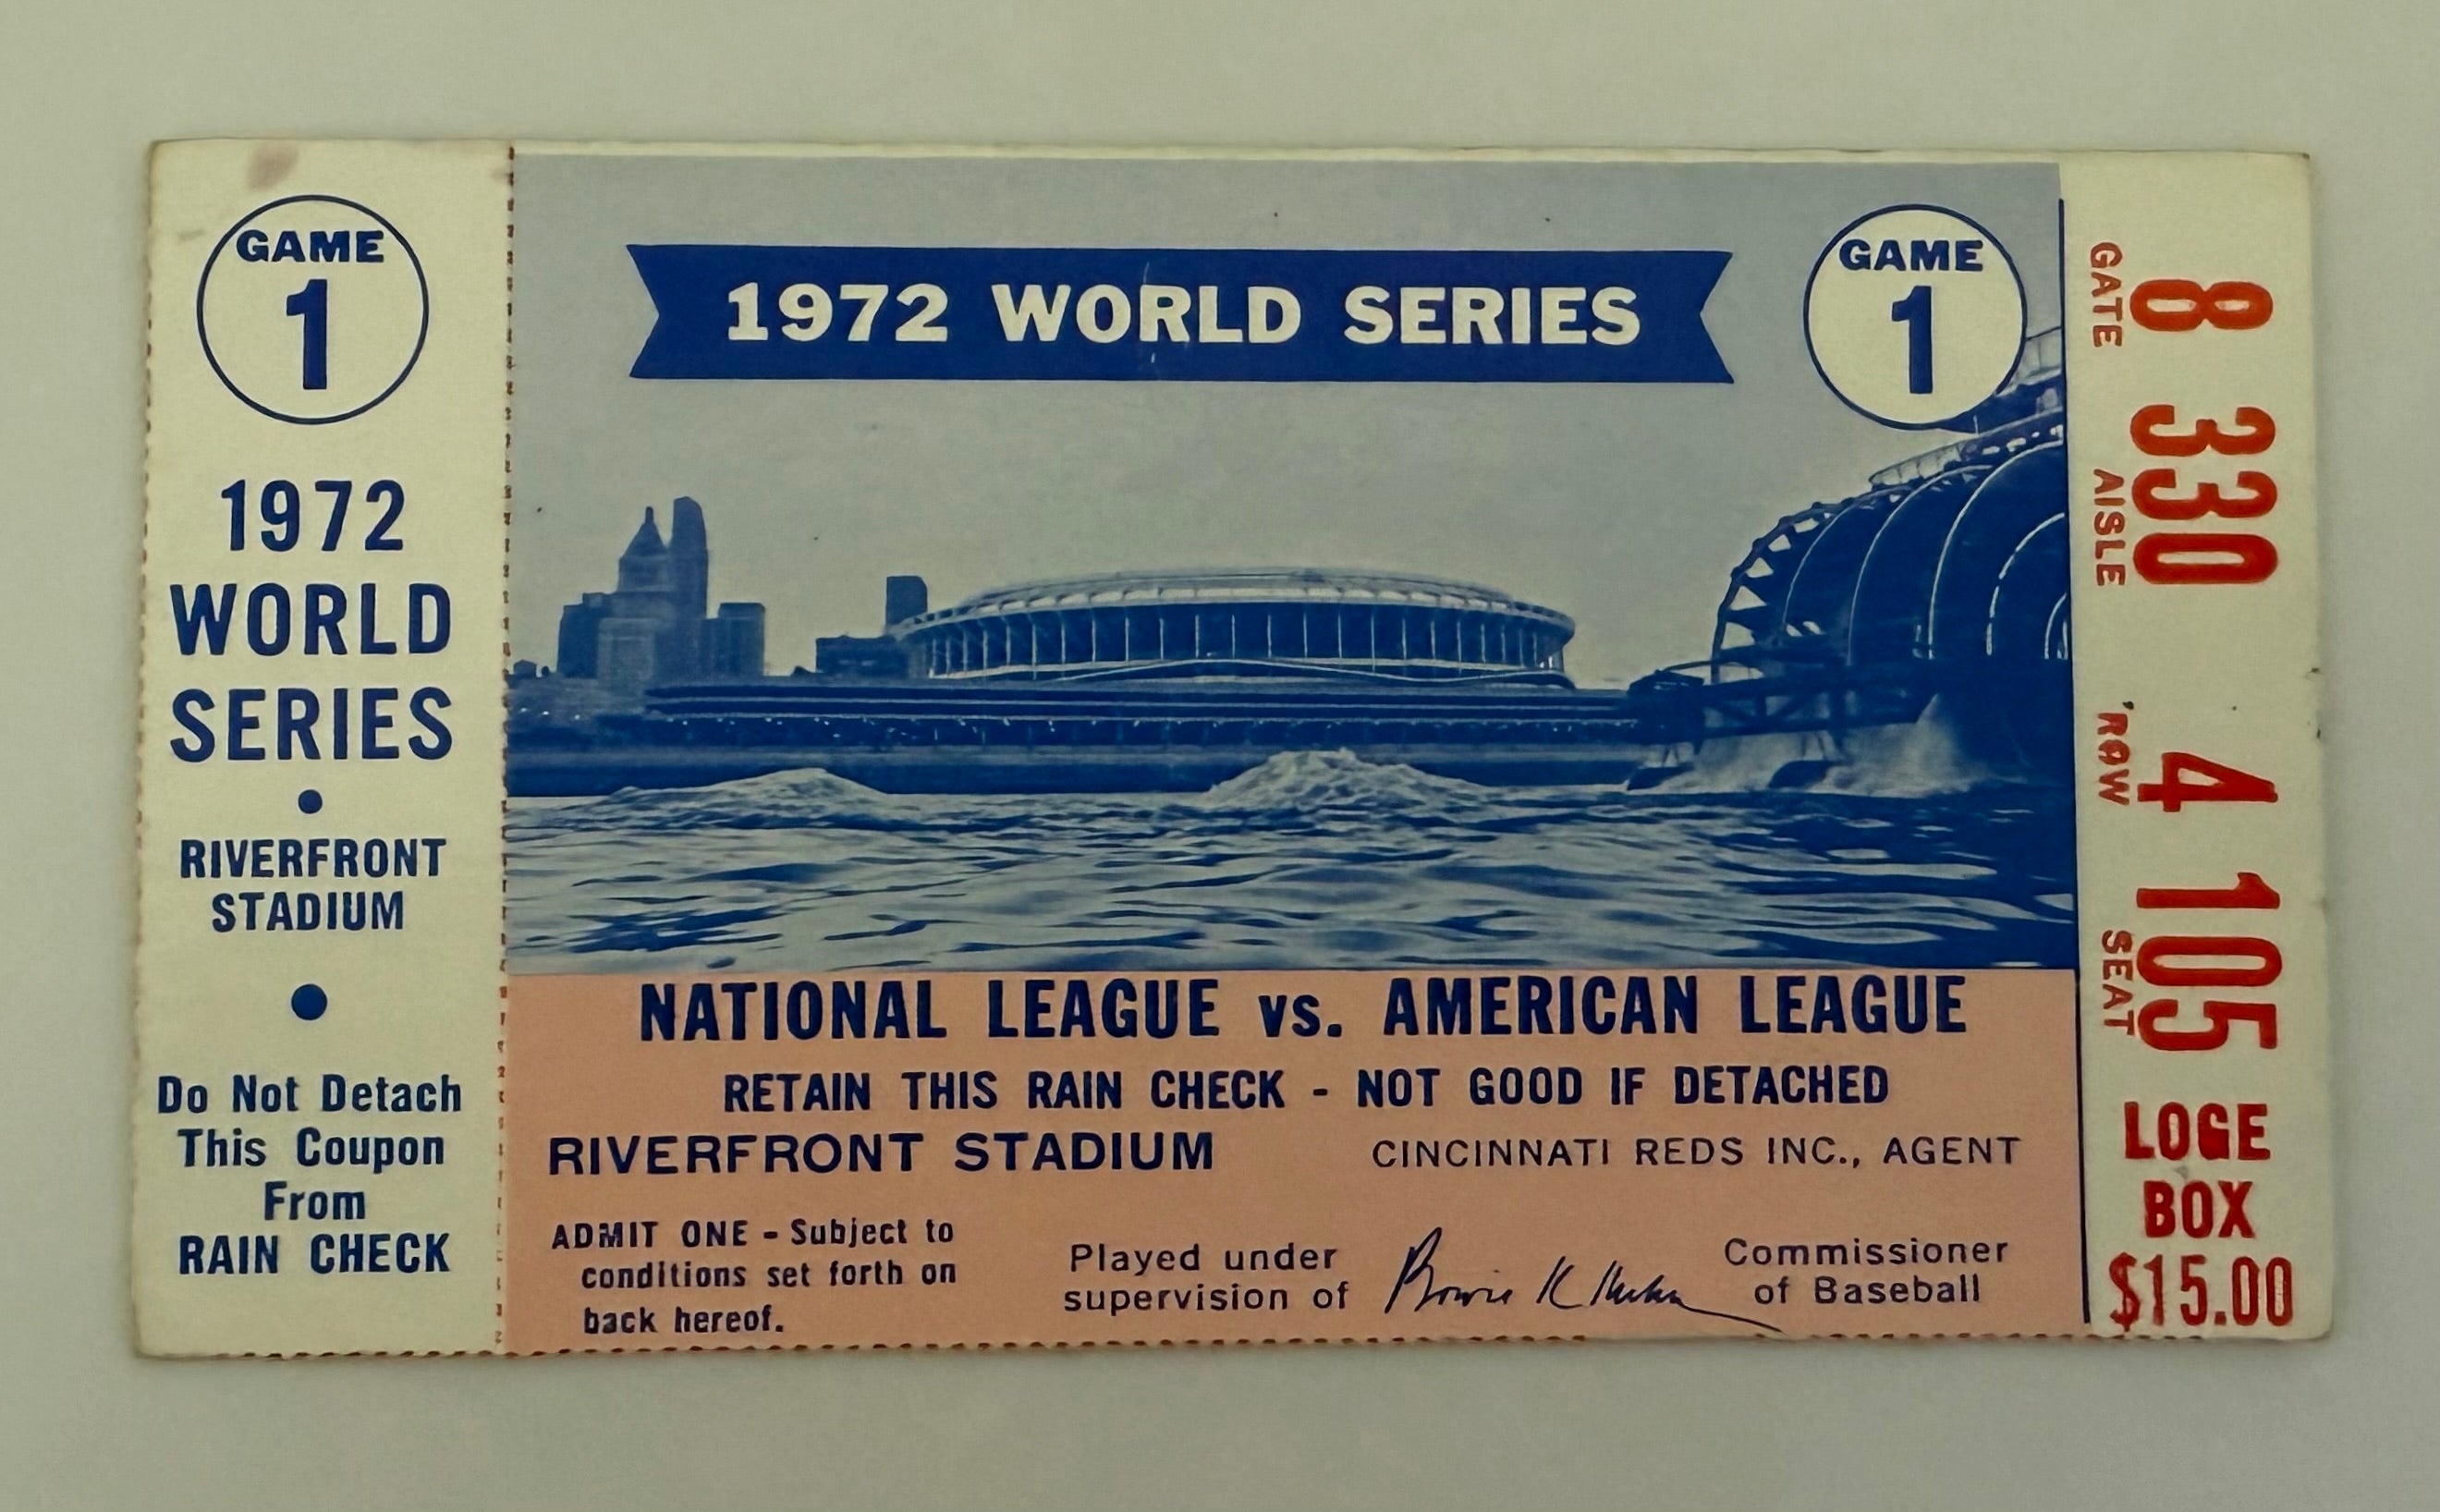 GAME
1
1972
WORLD
SERIES
•
RIVERFRONT
STADIUM
•
Do Not Detach
This Coupon
From
RAIN CHECK
1972 WORLD SERIES
GAME
1
NATIONAL LEAGUE vs. AMERICAN LEAGUE
RETAIN THIS RAIN CHECK - NOT GOOD IF DETACHED
RIVERFRONT STADIUM CINCINNATI REDS INC., AGENT
ADMIT ONE - Subject to
conditions set forth on
back hereof.
Played under
supervision of
Bowie K Kuhn
Commissioner
of Baseball
8 330 4 105
GATE AISLE ROW SEAT
LOGE
BOX
$15.00